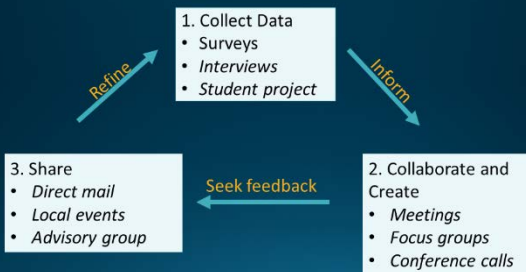 1. Collect Data
• Surveys
• Interviews
• Student project
Refine
Inform
3. Share
• Direct mail
• Local events
• Advisory group
Seek feedback
2. Collaborate and
Create
• Meetings
• Focus groups
• Conference calls